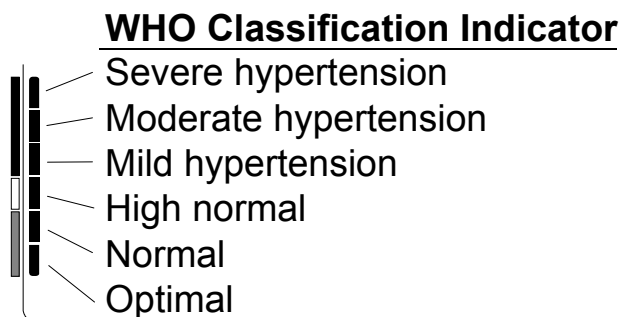 WHO Classification Indicator
Severe hypertension
Moderate hypertension
Mild hypertension
High normal
Normal
Optimal